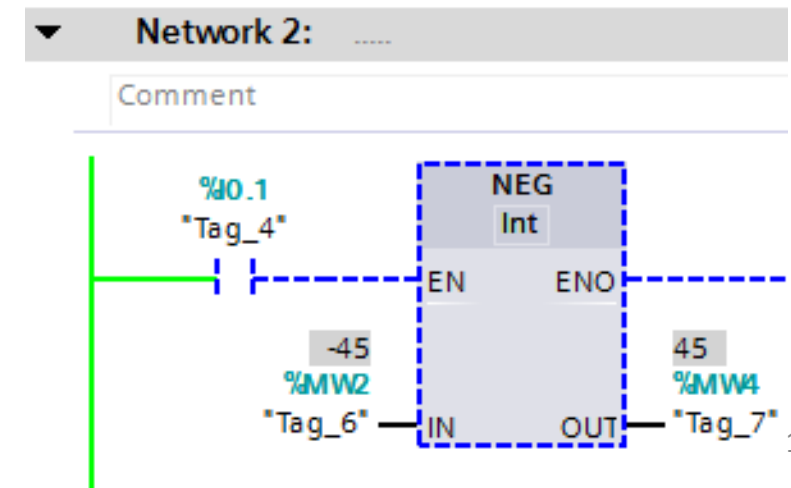 Network 2: .....
Comment
%I0.1
"Tag_4"
NEG
Int
EN ENO
-45
%MW2
"Tag_6"
IN OUT
45
%MW4
"Tag_7"